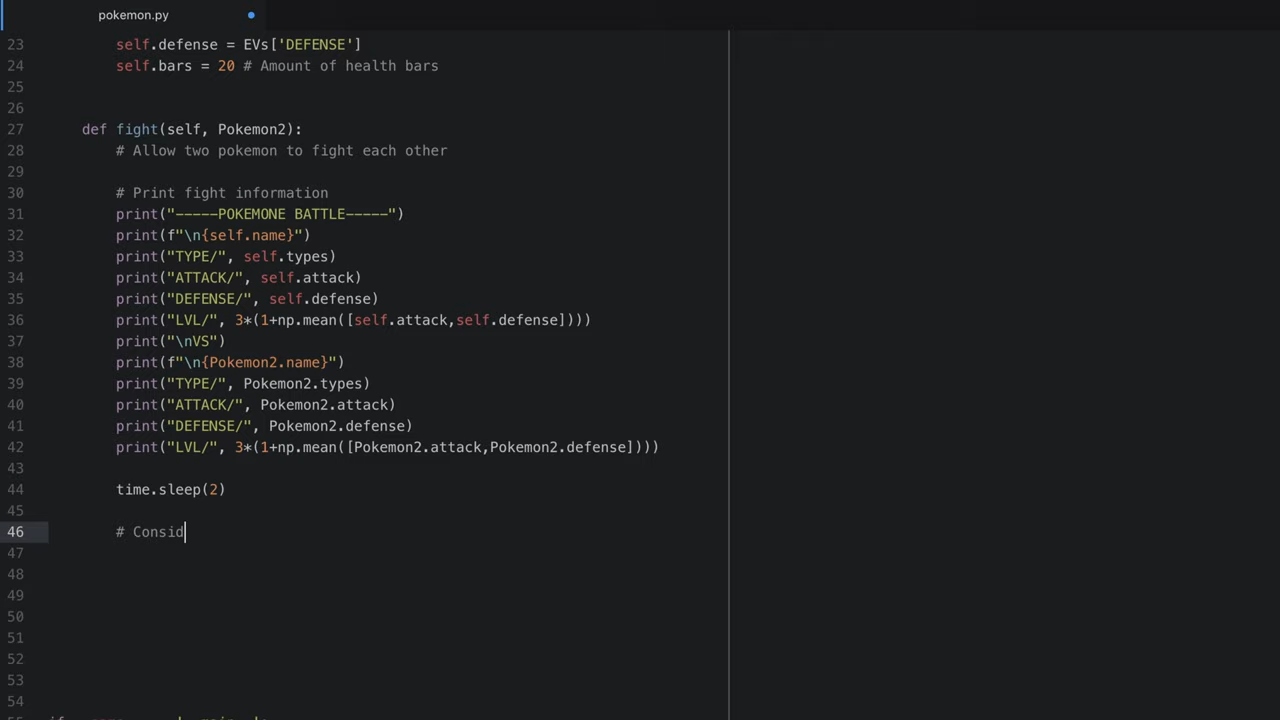 pokemon.py
23 self.defense = EVs['DEFENSE']
24 self.bars = 20 # Amount of health bars
25
26
27 def fight(self, Pokemon2):
28 # Allow two pokemon to fight each other
29
30 # Print fight information
31 print("-----POKEMONE BATTLE-----")
32 print(f"\n{self.name}")
33 print("TYPE/", self.types)
34 print("ATTACK/", self.attack)
35 print("DEFENSE/", self.defense)
36 print("LVL/", 3*(1+np.mean([self.attack,self.defense])))
37 print("\nVS")
38 print(f"\n{Pokemon2.name}")
39 print("TYPE/", Pokemon2.types)
40 print("ATTACK/", Pokemon2.attack)
41 print("DEFENSE/", Pokemon2.defense)
42 print("LVL/", 3*(1+np.mean([Pokemon2.attack,Pokemon2.defense])))
43
44 time.sleep(2)
45
46 # Consid
47
48
49
50
51
52
53
54